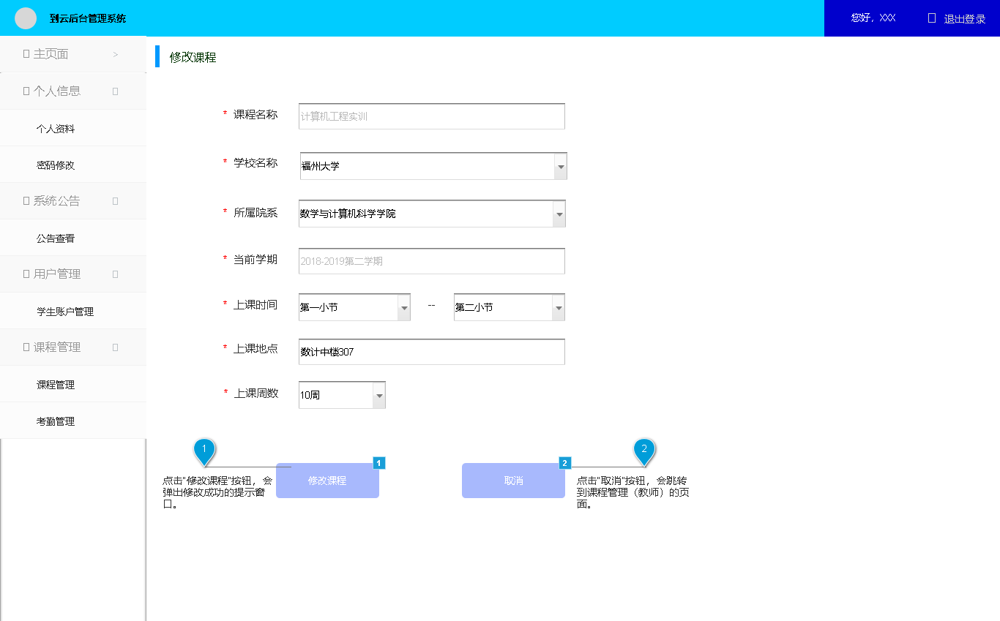 到云后台管理系统
您好，XXX
退出登录
主页面 >
个人信息
个人资料
密码修改
系统公告
公告查看
用户管理
学生账户管理
课程管理
课程管理
考勤管理
修改课程
* 课程名称 计算机工程实训
* 学校名称 福州大学
* 所属院系 数学与计算机科学学院
* 当前学期 2018-2019第二学期
* 上课时间 第一小节 -- 第二小节
* 上课地点 数计中楼307
* 上课周数 10周
1
点击"修改课程"按钮，会
弹出修改成功的提示窗
口。
修改课程
1
取消
2
2
点击"取消"按钮，会跳转
到课程管理（教师）的页
面。